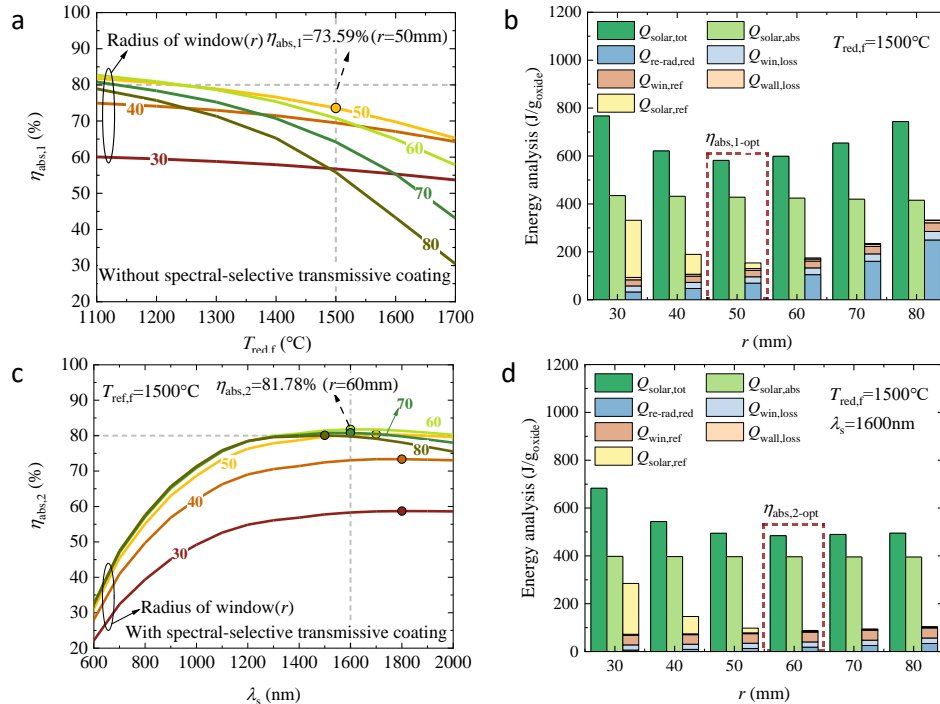 a
Radius of window(r)
η_abs,1=73.59% (r=50mm)
100
90
80
70
60
50
40
30
20
10
η_abs,1 (%)
40
30
50
60
70
80
Without spectral-selective transmissive coating
1100 1200 1300 1400 1500 1600 1700
T_red,f (°C)
b
Q_solar,tot Q_solar,abs
Q_re-rad,red Q_win,loss
Q_win,ref Q_wall,loss
Q_solar,ref
T_red,f=1500°C
η_abs,1-opt
1200
1000
800
600
400
200
0
Energy analysis (J/g_oxide)
30 40 50 60 70 80
r (mm)
c
T_ref,f=1500°C
η_abs,2=81.78% (r=60mm)
100
90
80
70
60
50
40
30
20
η_abs,2 (%)
70
60
80
50
40
30
Radius of window(r)
With spectral-selective transmissive coating
600 800 1000 1200 1400 1600 1800 2000
λ_s (nm)
d
Q_solar,tot Q_solar,abs
Q_re-rad,red Q_win,loss
Q_win,ref Q_wall,loss
Q_solar,ref
T_red,f=1500°C
λ_s=1600nm
η_abs,2-opt
1200
1000
800
600
400
200
0
Energy analysis (J/g_oxide)
30 40 50 60 70 80
r (mm)